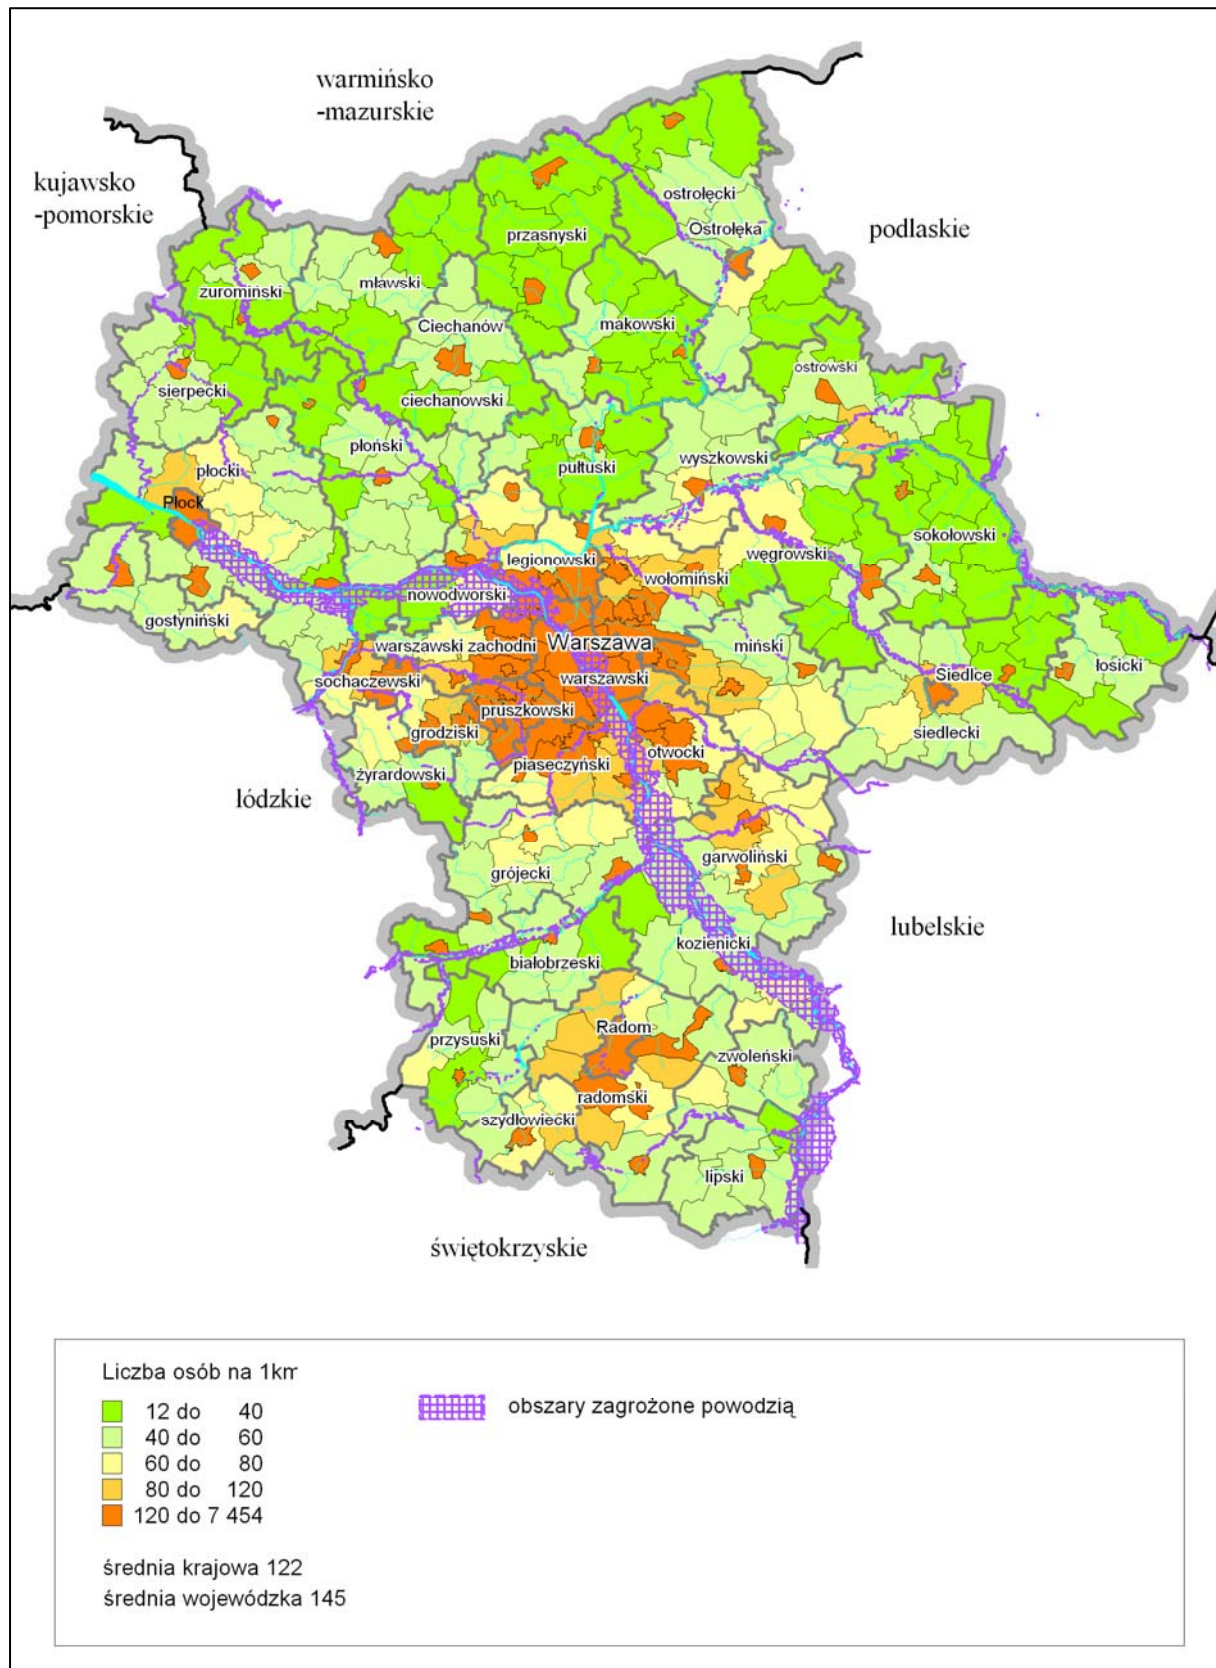 warmińsko
-mazurskie
kujawsko
-pomorskie
podlaskie
ostrołęcki
Ostrołęka
przasnyski
żuromiński
mławski
Ciechanów
makowski
ostrowski
sierpecki
ciechanowski
płoński
wyszkowski
płocki
pułtuski
Płock
sokołowski
węgrowski
legionowski
wołomiński
nowodworski
gostyniński
warszawski zachodni
Warszawa
miński
łosicki
Siedlce
sochaczewski
warszawski
pruszkowski
grodziski
otwocki
siedlecki
piaseczyński
żyrardowski
łódzkie
garwoliński
grójecki
lubelskie
kozienicki
białobrzeski
Radom
przysuski
zwoleński
radomski
szydłowiecki
lipski
świętokrzyskie
Liczba osób na 1km
12 do 40
40 do 60
60 do 80
80 do 120
120 do 7 454
obszary zagrożone powodzią
średnia krajowa 122
średnia wojewódzka 145